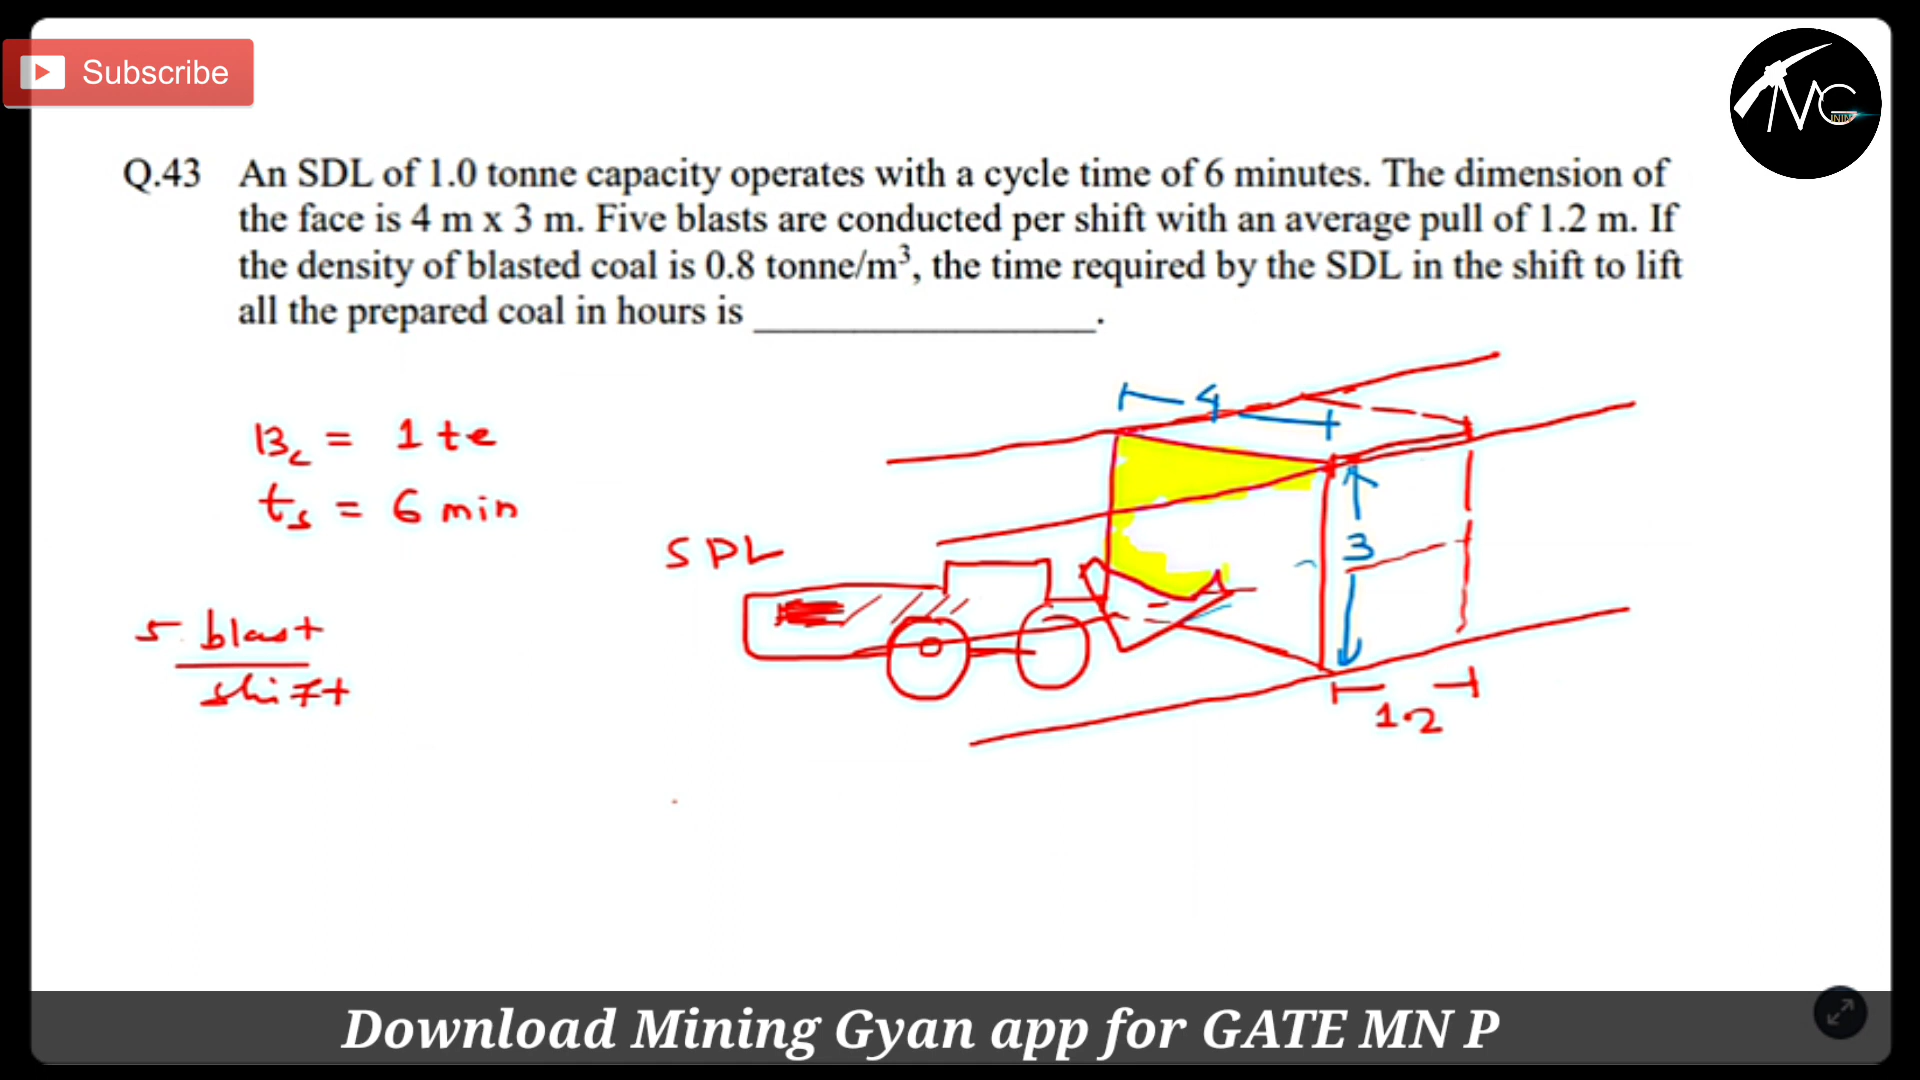 Subscribe
MG
INING
Q.43 An SDL of 1.0 tonne capacity operates with a cycle time of 6 minutes. The dimension of
the face is 4 m x 3 m. Five blasts are conducted per shift with an average pull of 1.2 m. If
the density of blasted coal is 0.8 tonne/m³, the time required by the SDL in the shift to lift
all the prepared coal in hours is ________________.
4
Bc = 1 te
ts = 6 min
3
SDL
5 blast
shift
1.2
Download Mining Gyan app for GATE MN P